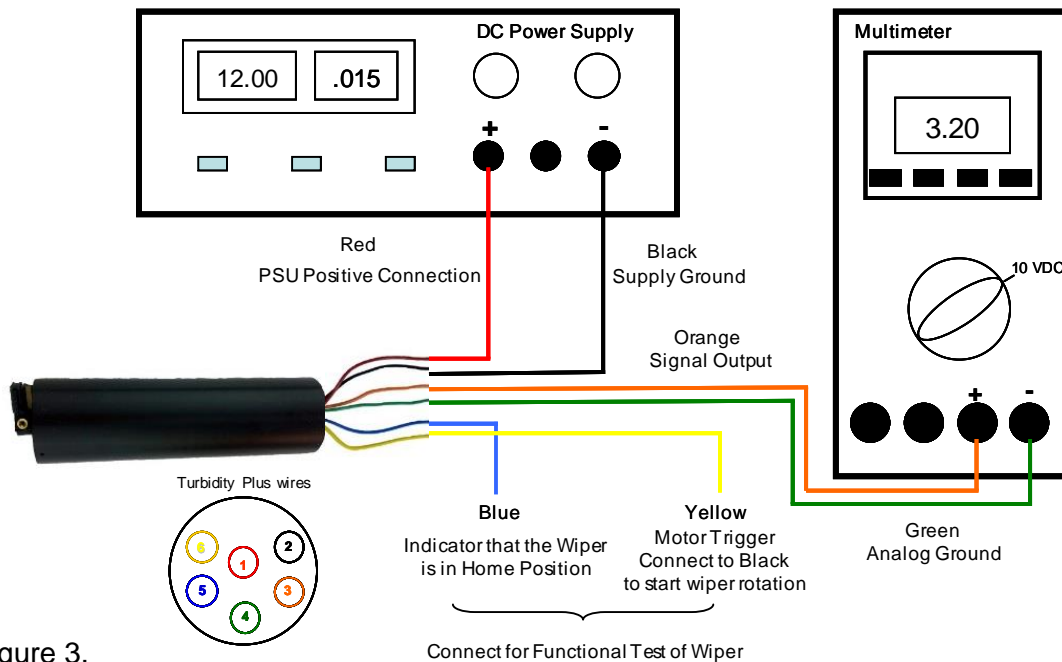 DC Power Supply
Multimeter
12.00
.015
3.20
+
-
10 VDC
Red
PSU Positive Connection
Black
Supply Ground
Orange
Signal Output
+
-
Turbidity Plus wires
6
2
1
5
3
4
Blue
Indicator that the Wiper
is in Home Position
Yellow
Motor Trigger
Connect to Black
to start wiper rotation
Green
Analog Ground
Connect for Functional Test of Wiper
gure 3.